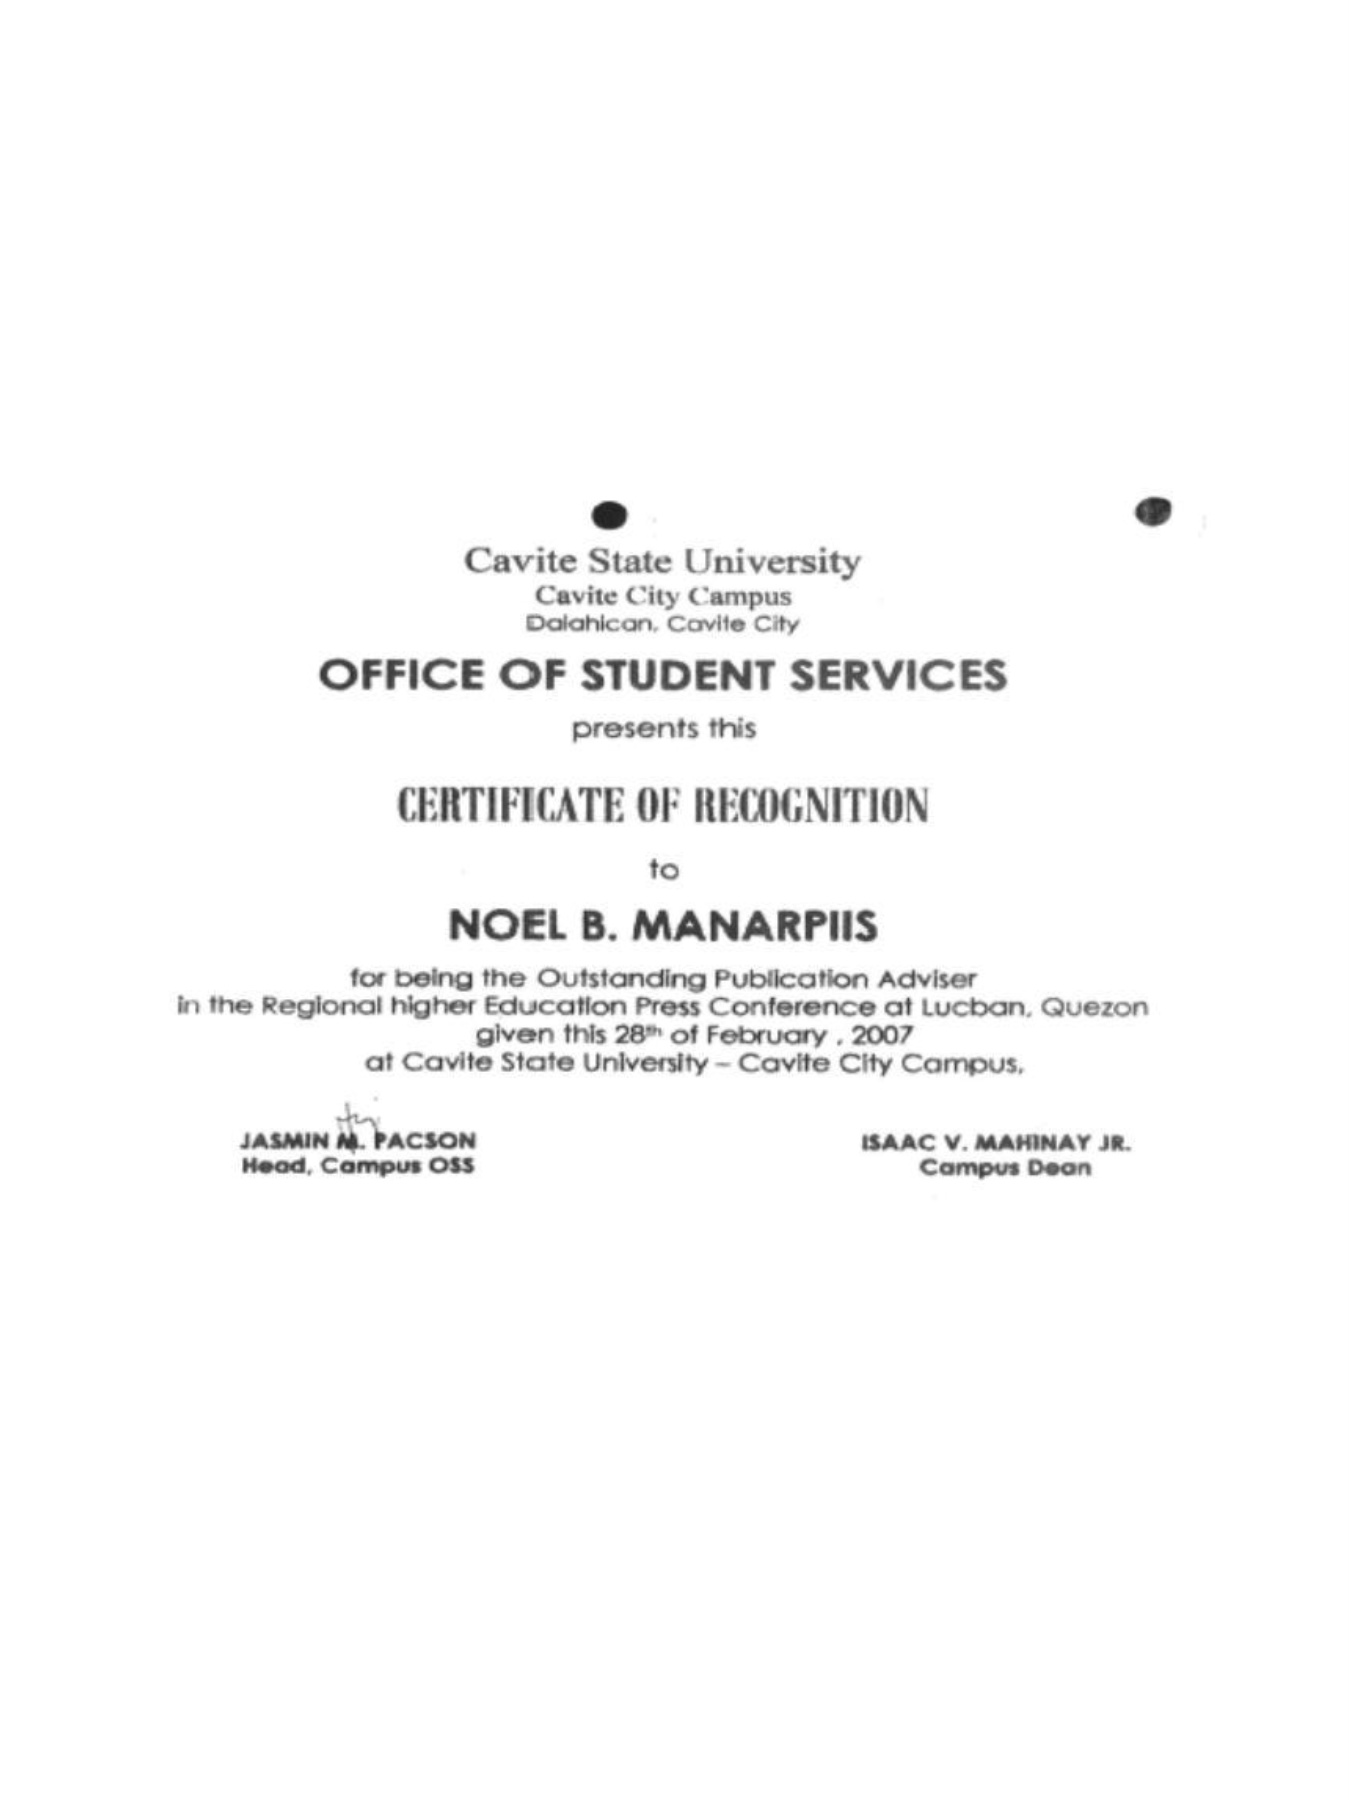 Cavite State University
Cavite City Campus
Dalahican, Cavite City
OFFICE OF STUDENT SERVICES
presents this
CERTIFICATE OF RECOGNITION
to
NOEL B. MANARPIIS
for being the Outstanding Publication Adviser
in the Regional higher Education Press Conference at Lucban, Quezon
given this 28th of February , 2007
at Cavite State University – Cavite City Campus.
JASMIN M. PACSON
Head, Campus OSS
ISAAC V. MAHINAY JR.
Campus Dean